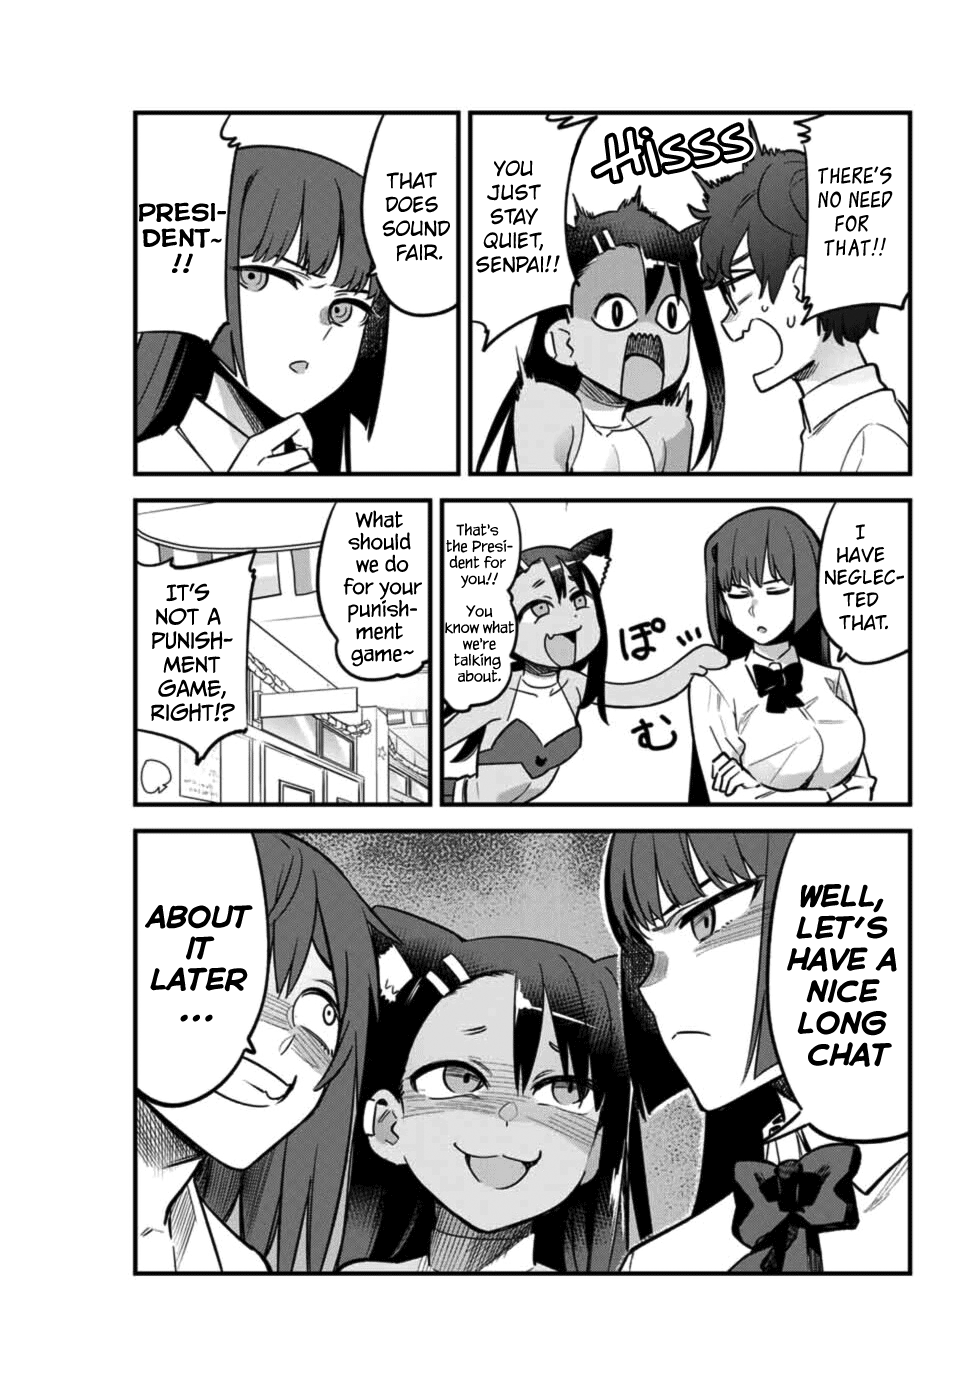 THERE'S
NO NEED
FOR
THAT!!
Hisss
YOU
JUST
STAY
QUIET,
SENPAI!!
THAT
DOES
SOUND
FAIR.
PRESI-
DENT~
!!
I
HAVE
NEGLEC-
TED
THAT.
ぽ
む
That's
the Presi-
dent for
you!!
You
know what
we're
talking
about.
What
should
we do
for your
punish-
ment
game~
IT'S
NOT A
PUNISH-
MENT
GAME,
RIGHT!?
WELL,
LET'S
HAVE A
NICE
LONG
CHAT
ABOUT
IT
LATER
...